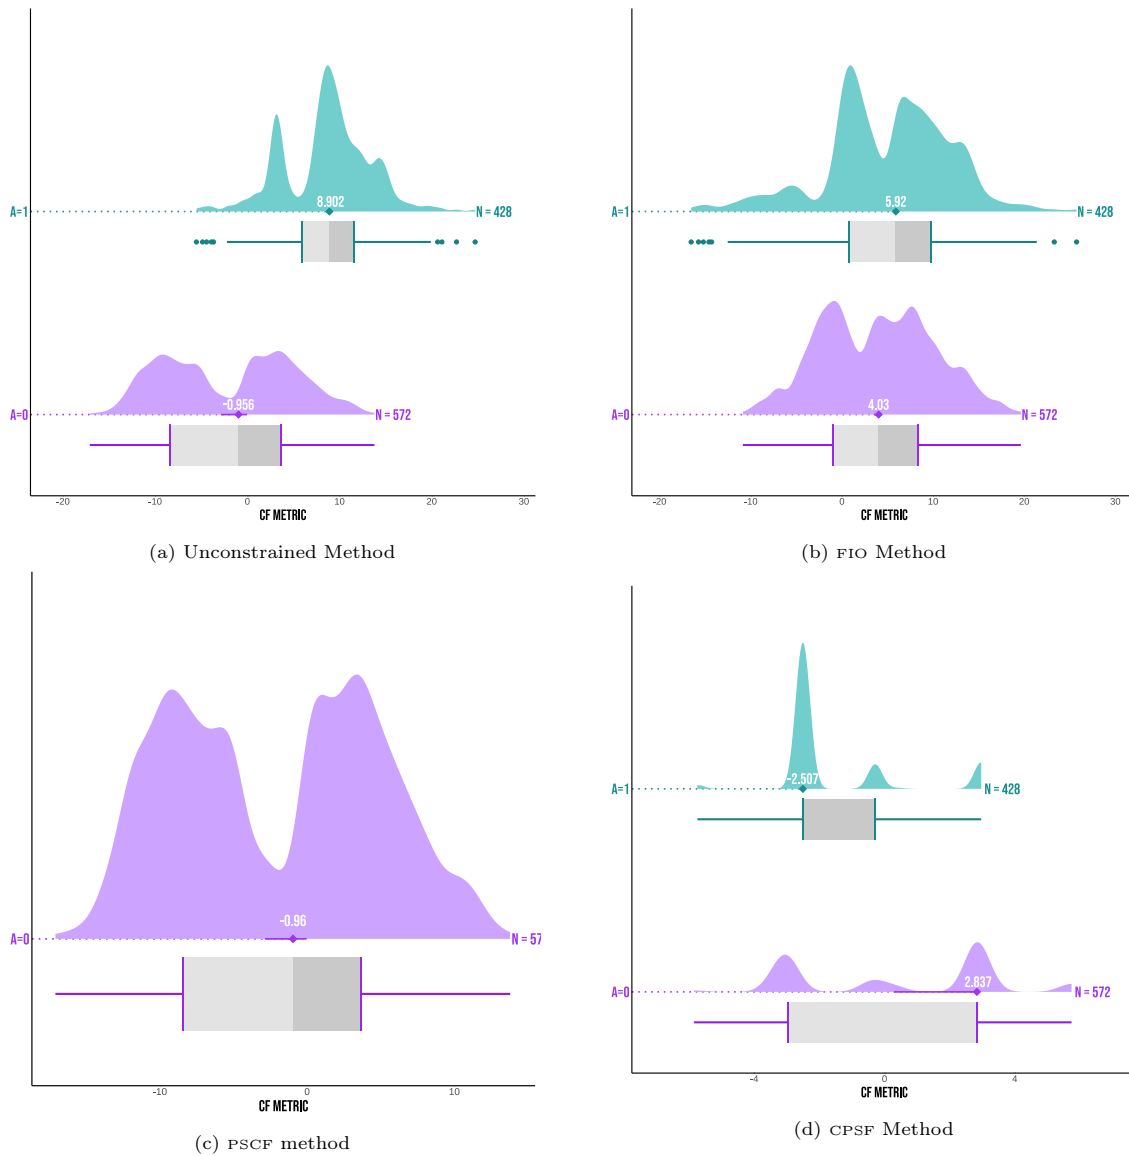 8.902
A=1 N = 428
-0.956
A=0 N = 572
-20 -10 0 10 20 30
CF METRIC
(a) Unconstrained Method
5.92
A=1 N = 428
4.03
A=0 N = 572
-20 -10 0 10 20 30
CF METRIC
(b) FIO Method
-0.96
A=0 N = 57
-10 0 10
CF METRIC
(c) PSCF method
-2.507
A=1 N = 428
2.837
A=0 N = 572
-4 0 4
CF METRIC
(d) CPSF Method